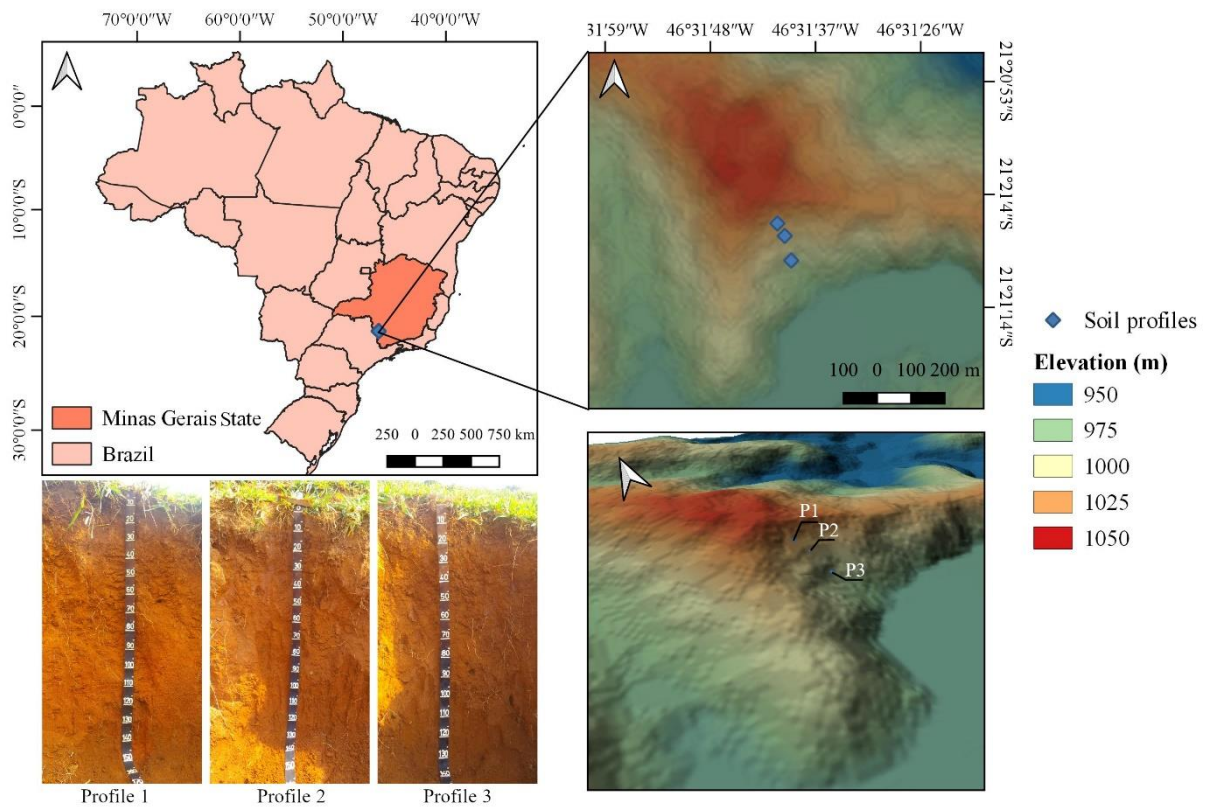 70°0'0"W 60°0'0"W 50°0'0"W 40°0'0"W
0°0'0"
10°0'0"S
20°0'0"S
30°0'0"S
Minas Gerais State
Brazil
250 0 250 500 750 km
31'59"W 46°31'48"W 46°31'37"W 46°31'26"W
21°20'53"S
21°21'4"S
21°21'14"S
100 0 100 200 m
Soil profiles
Elevation (m)
950
975
1000
1025
1050
P1
P2
P3
Profile 1 Profile 2 Profile 3